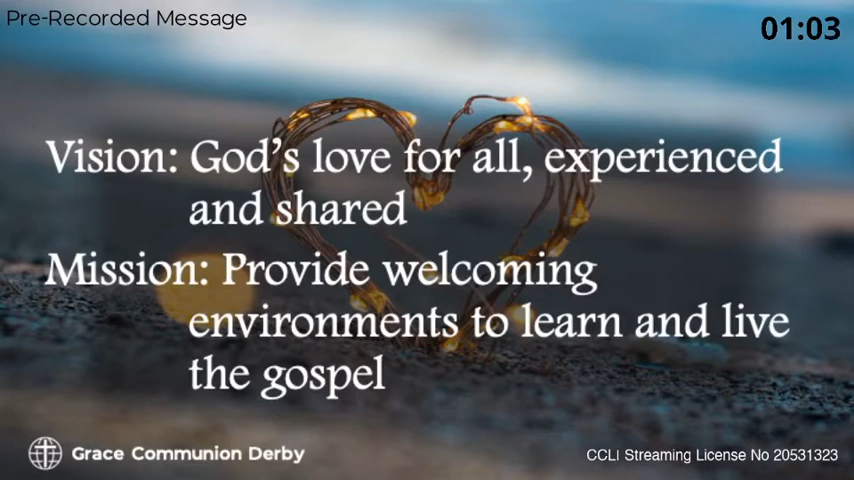 Pre-Recorded Message
01:03
Vision: God's love for all, experienced
and shared
Mission: Provide welcoming
environments to learn and live
the gospel
Grace Communion Derby
CCLI Streaming License No 20531323